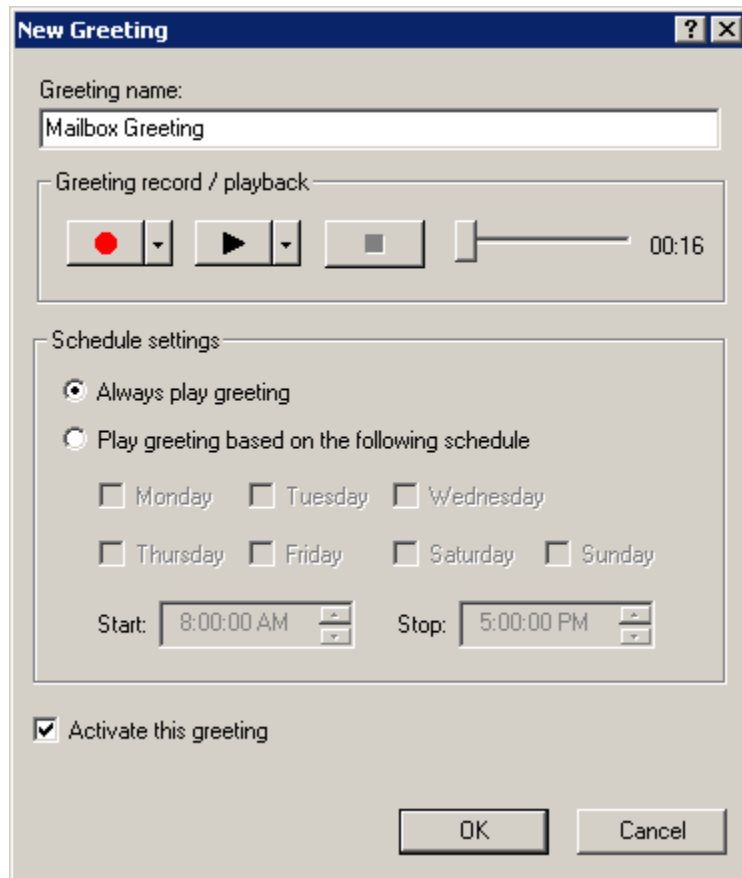 New Greeting
Greeting name:
Mailbox Greeting
Greeting record / playback
00:16
Schedule settings
Always play greeting
Play greeting based on the following schedule
Monday Tuesday Wednesday
Thursday Friday Saturday Sunday
Start: 8:00:00 AM Stop: 5:00:00 PM
Activate this greeting
OK Cancel